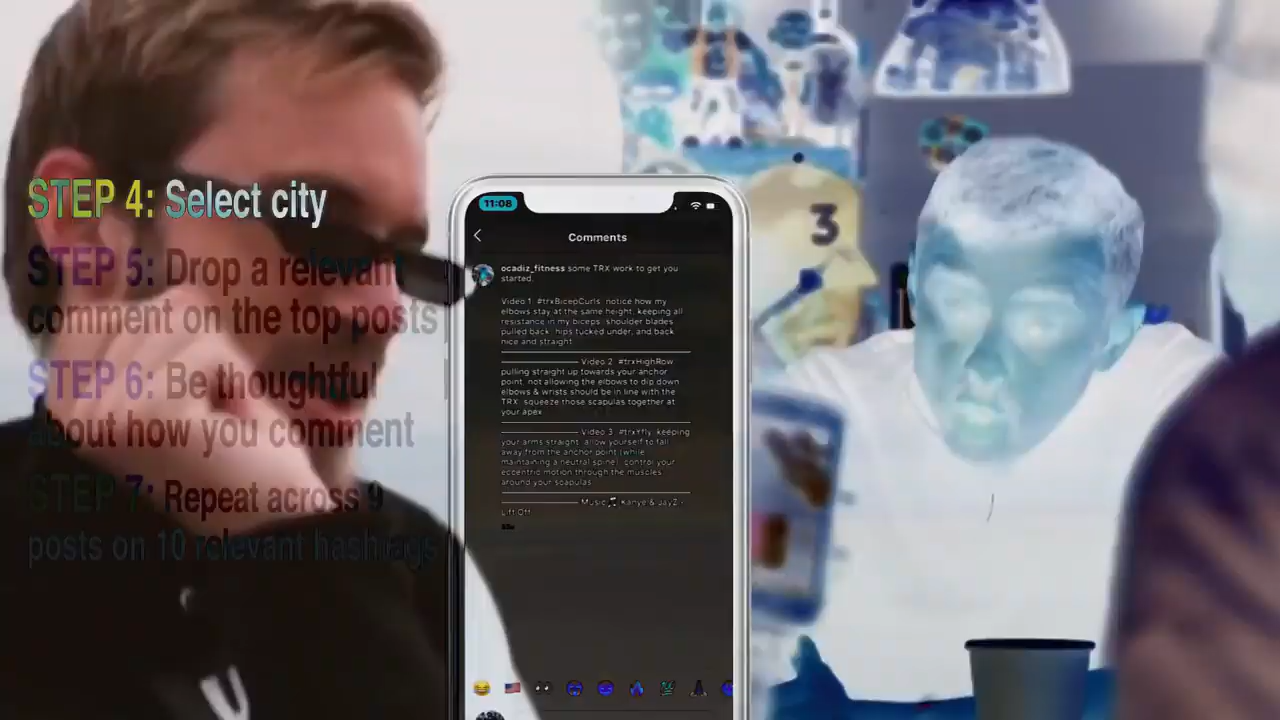 STEP 4: Select city
STEP 5: Drop a relevant
comment on the top posts
STEP 6: Be thoughtful
about how you comment
STEP 7: Repeat across 9
posts on 10 relevant hashtags
11:08
Comments
ocadiz_fitness some TRX work to get you
started.
Video 1 #trxBicepCurls notice how my
elbows stay at the same height, keeping all
resistance in my biceps, shoulder blades
pulled back, hips tucked under, and back
nice and straight
Video 2 #trxHighRow
pulling straight up towards your anchor
point, not allowing the elbows to dip down
elbows & wrists should be in line with the
TRX, squeeze those scapulas together at
your apex
Video 3 #trxYfly keeping
your arms straight, allow yourself to fall
away from the anchor point (while
maintaining a neutral spine), control your
eccentric motion through the muscles
around your scapulas
Music🎵 Kanye & JayZ -
Lift Off
3